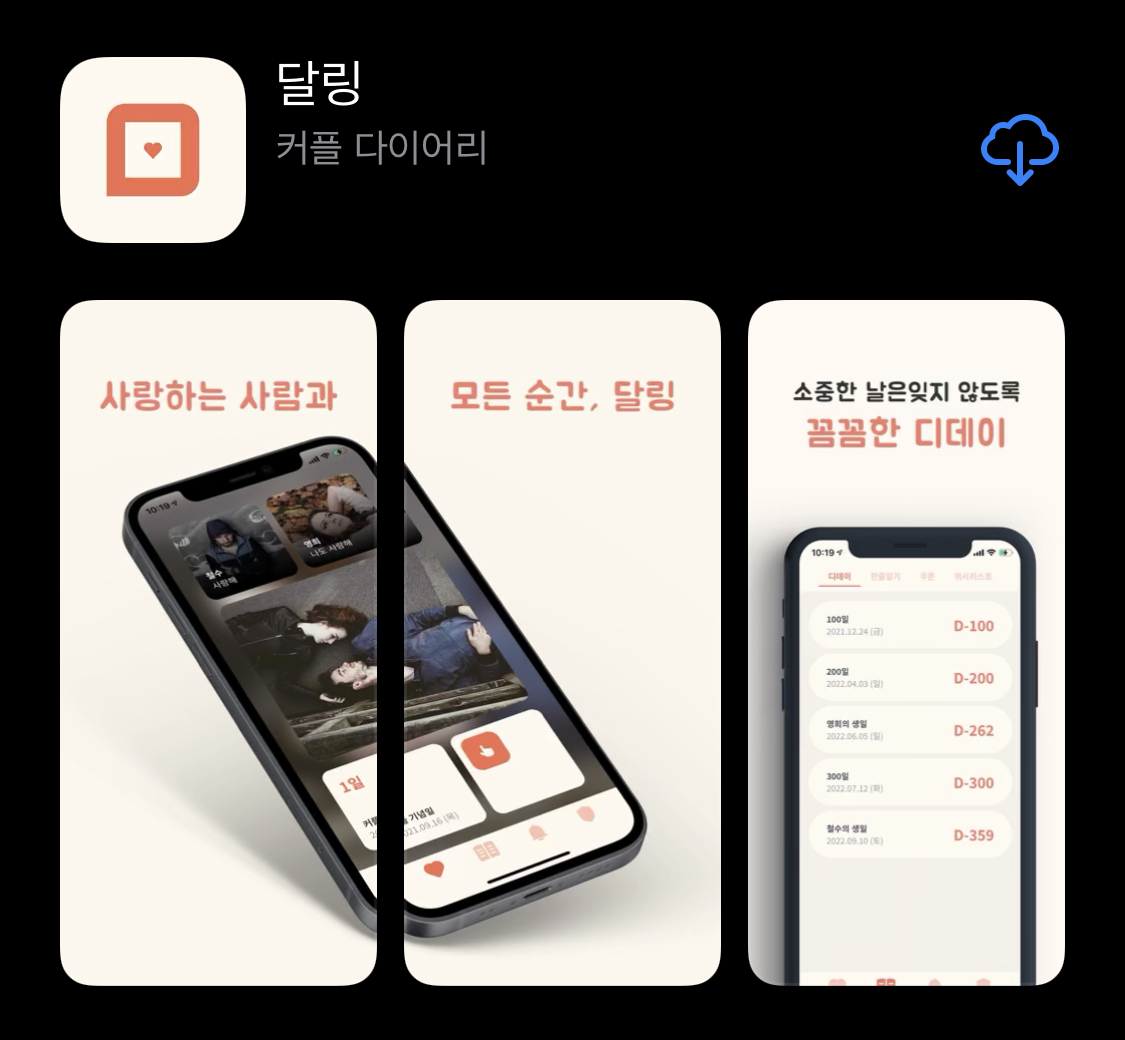 달링
커플 다이어리
사랑하는 사람과
모든 순간, 달링
소중한 날은잊지 않도록
꼼꼼한 디데이
10:19
철수
사랑해
영희
나도 사랑해
1일
기념일
2021.09.16 (목)
10:19
디데이 한줄일기 쿠폰 위시리스트
100일
2021.12.24 (금)
D-100
200일
2022.04.03 (일)
D-200
영희의 생일
2022.06.05 (일)
D-262
300일
2022.07.12 (화)
D-300
철수의 생일
2022.09.10 (토)
D-359